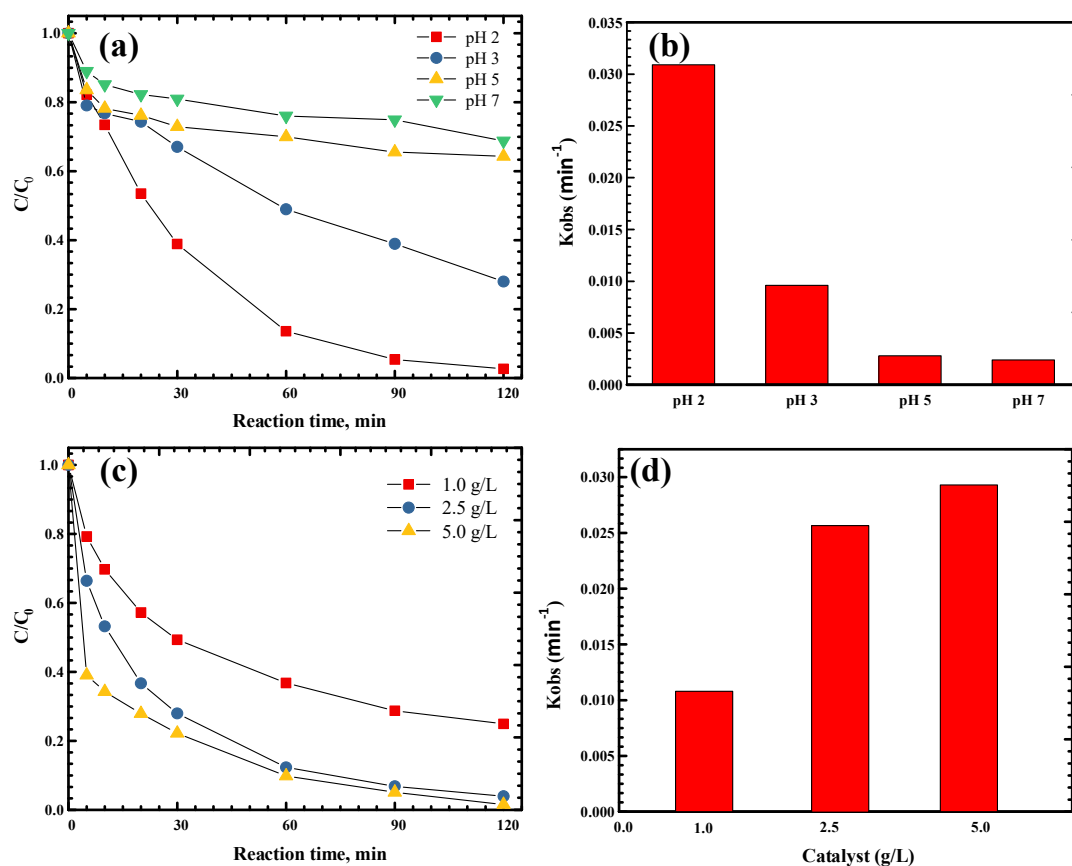 (a)
pH 2
pH 3
pH 5
pH 7
1.0
0.8
0.6
0.4
0.2
0.0
C/C0
0 30 60 90 120
Reaction time, min
(b)
0.035
0.030
0.025
0.020
0.015
0.010
0.005
0.000
Kobs (min-1)
pH 2 pH 3 pH 5 pH 7
(c)
1.0 g/L
2.5 g/L
5.0 g/L
1.0
0.8
0.6
0.4
0.2
0.0
C/C0
0 30 60 90 120
Reaction time, min
(d)
0.030
0.025
0.020
0.015
0.010
0.005
0.000
Kobs (min-1)
0.0 1.0 2.5 5.0
Catalyst (g/L)